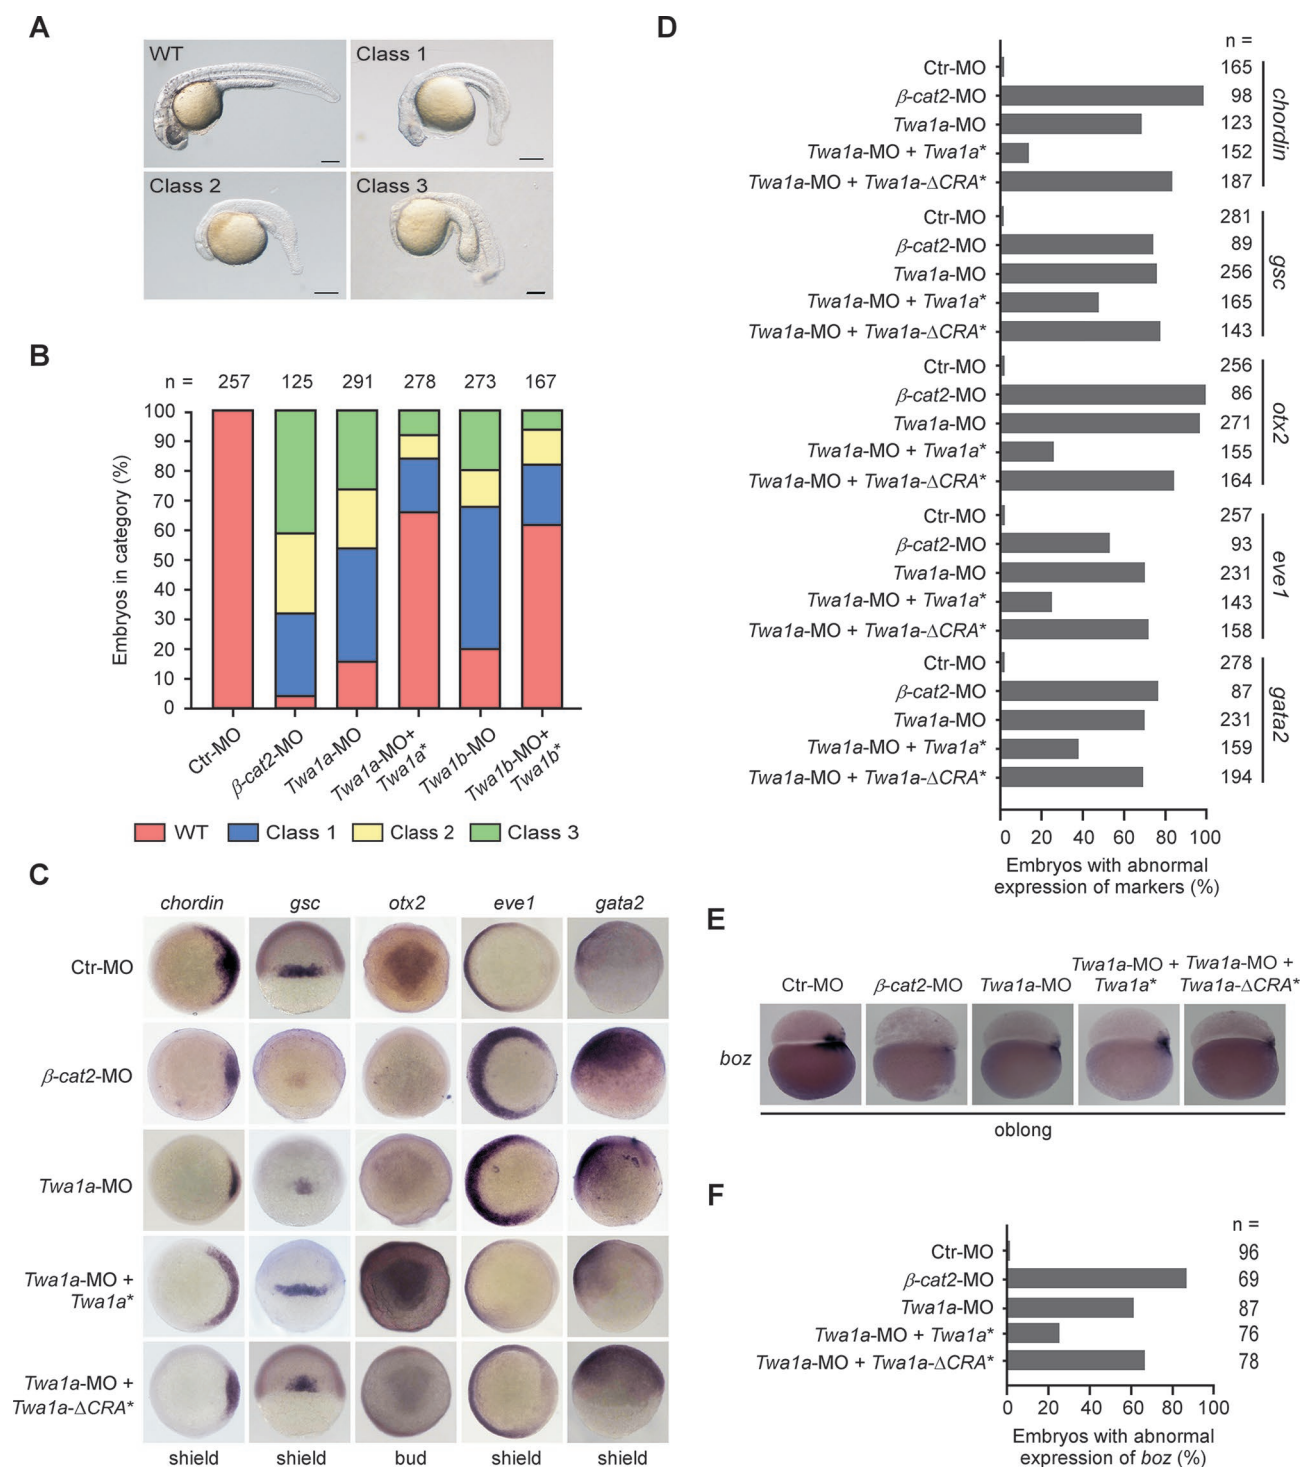 A
WT
Class 1
Class 2
Class 3
B
n = 257 125 291 278 273 167
Embryos in category (%)
100
90
80
70
60
50
40
30
20
10
0
Ctr-MO
β-cat2-MO
Twa1a-MO
Twa1a-MO+
Twa1a*
Twa1b-MO
Twa1b-MO+
Twa1b*
WT Class 1 Class 2 Class 3
C
chordin gsc otx2 eve1 gata2
Ctr-MO
β-cat2-MO
Twa1a-MO
Twa1a-MO +
Twa1a*
Twa1a-MO +
Twa1a-ΔCRA*
shield shield bud shield shield
D
n =
Ctr-MO 165
β-cat2-MO 98
Twa1a-MO 123
Twa1a-MO + Twa1a* 152
Twa1a-MO + Twa1a-ΔCRA* 187
chordin
Ctr-MO 281
β-cat2-MO 89
Twa1a-MO 256
Twa1a-MO + Twa1a* 165
Twa1a-MO + Twa1a-ΔCRA* 143
gsc
Ctr-MO 256
β-cat2-MO 86
Twa1a-MO 271
Twa1a-MO + Twa1a* 155
Twa1a-MO + Twa1a-ΔCRA* 164
otx2
Ctr-MO 257
β-cat2-MO 93
Twa1a-MO 231
Twa1a-MO + Twa1a* 143
Twa1a-MO + Twa1a-ΔCRA* 158
eve1
Ctr-MO 278
β-cat2-MO 87
Twa1a-MO 231
Twa1a-MO + Twa1a* 159
Twa1a-MO + Twa1a-ΔCRA* 194
gata2
0 20 40 60 80 100
Embryos with abnormal
expression of markers (%)
E
Ctr-MO β-cat2-MO Twa1a-MO Twa1a-MO + Twa1a-MO +
Twa1a* Twa1a-ΔCRA*
boz
oblong
F
n =
Ctr-MO 96
β-cat2-MO 69
Twa1a-MO 87
Twa1a-MO + Twa1a* 76
Twa1a-MO + Twa1a-ΔCRA* 78
0 20 40 60 80 100
Embryos with abnormal
expression of boz (%)